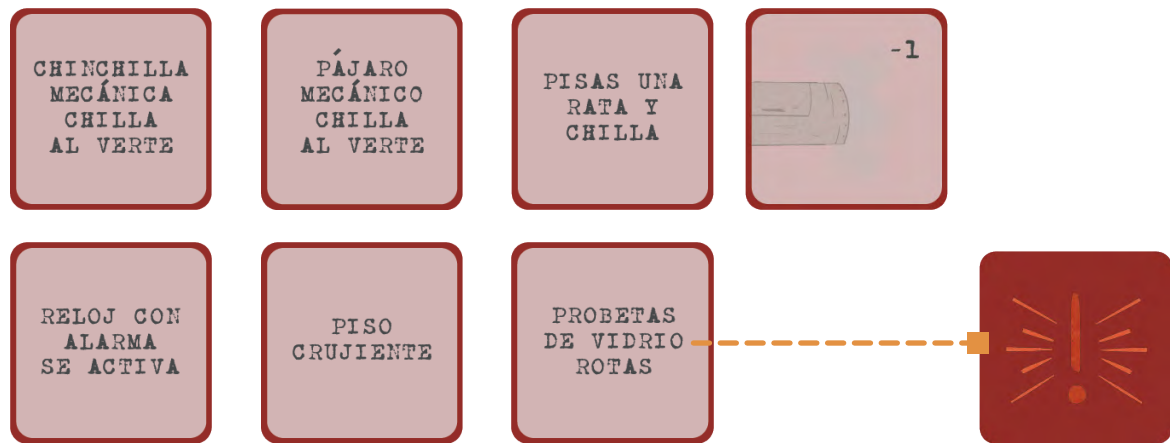 CHINCHILLA
MECÁNICA
CHILLA
AL VERTE
PÁJARO
MECÁNICO
CHILLA
AL VERTE
PISAS UNA
RATA Y
CHILLA
-1
RELOJ CON
ALARMA
SE ACTIVA
PISO
CRUJIENTE
PROBETAS
DE VIDRIO
ROTAS